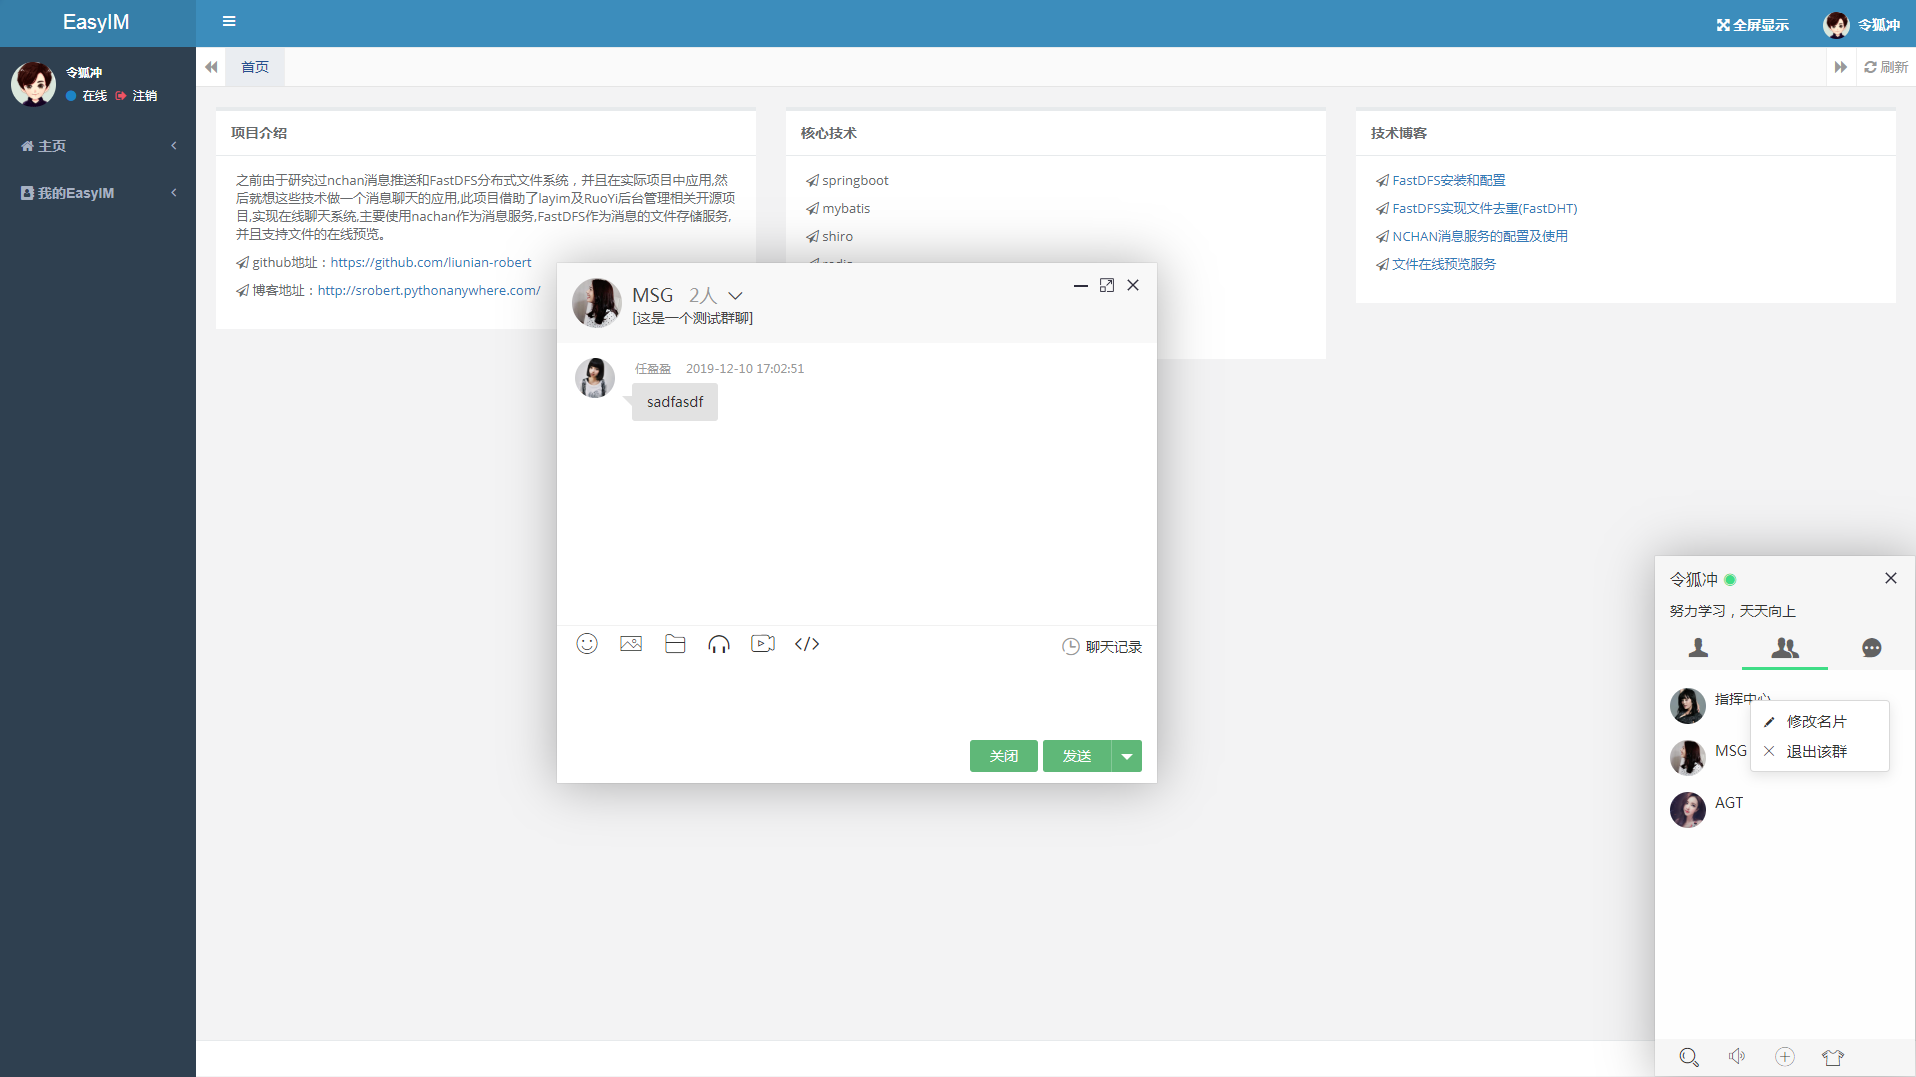 EasyIM
全屏显示
令狐冲
令狐冲
在线 注销
主页
我的EasyIM
首页
刷新
项目介绍
之前由于研究过nchan消息推送和FastDFS分布式文件系统，并且在实际项目中应用,然
后就想这些技术做一个消息聊天的应用,此项目借助了layim及RuoYi后台管理相关开源项
目,实现在线聊天系统,主要使用nachan作为消息服务,FastDFS作为消息的文件存储服务,
并且支持文件的在线预览。
github地址：https://github.com/liunian-robert
博客地址：http://srobert.pythonanywhere.com/
核心技术
springboot
mybatis
shiro
技术博客
FastDFS安装和配置
FastDFS实现文件去重(FastDHT)
NCHAN消息服务的配置及使用
文件在线预览服务
MSG 2人
[这是一个测试群聊]
任盈盈 2019-12-10 17:02:51
sadfasdf
聊天记录
关闭 发送
令狐冲
努力学习，天天向上
指挥中心
修改名片
MSG
退出该群
AGT